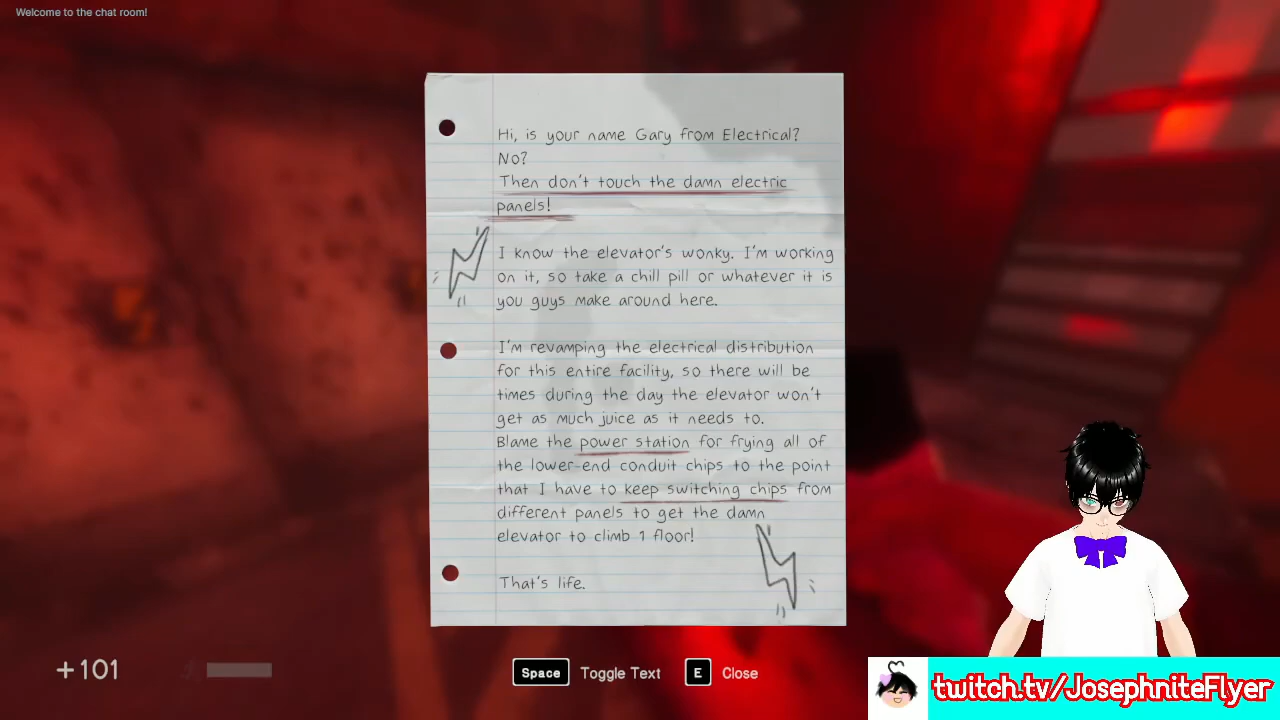 Welcome to the chat room!
Hi, is your name Gary from Electrical?
No?
Then don't touch the damn electric
panels!
I know the elevator's wonky. I'm working
on it, so take a chill pill or whatever it is
you guys make around here.
I'm revamping the electrical distribution
for this entire facility, so there will be
times during the day the elevator won't
get as much juice as it needs to.
Blame the power station for frying all of
the lower-end conduit chips to the point
that I have to keep switching chips from
different panels to get the damn
elevator to climb 1 floor!
That's life.
+101
Space Toggle Text E Close
twitch.tv/JosephniteFlyer